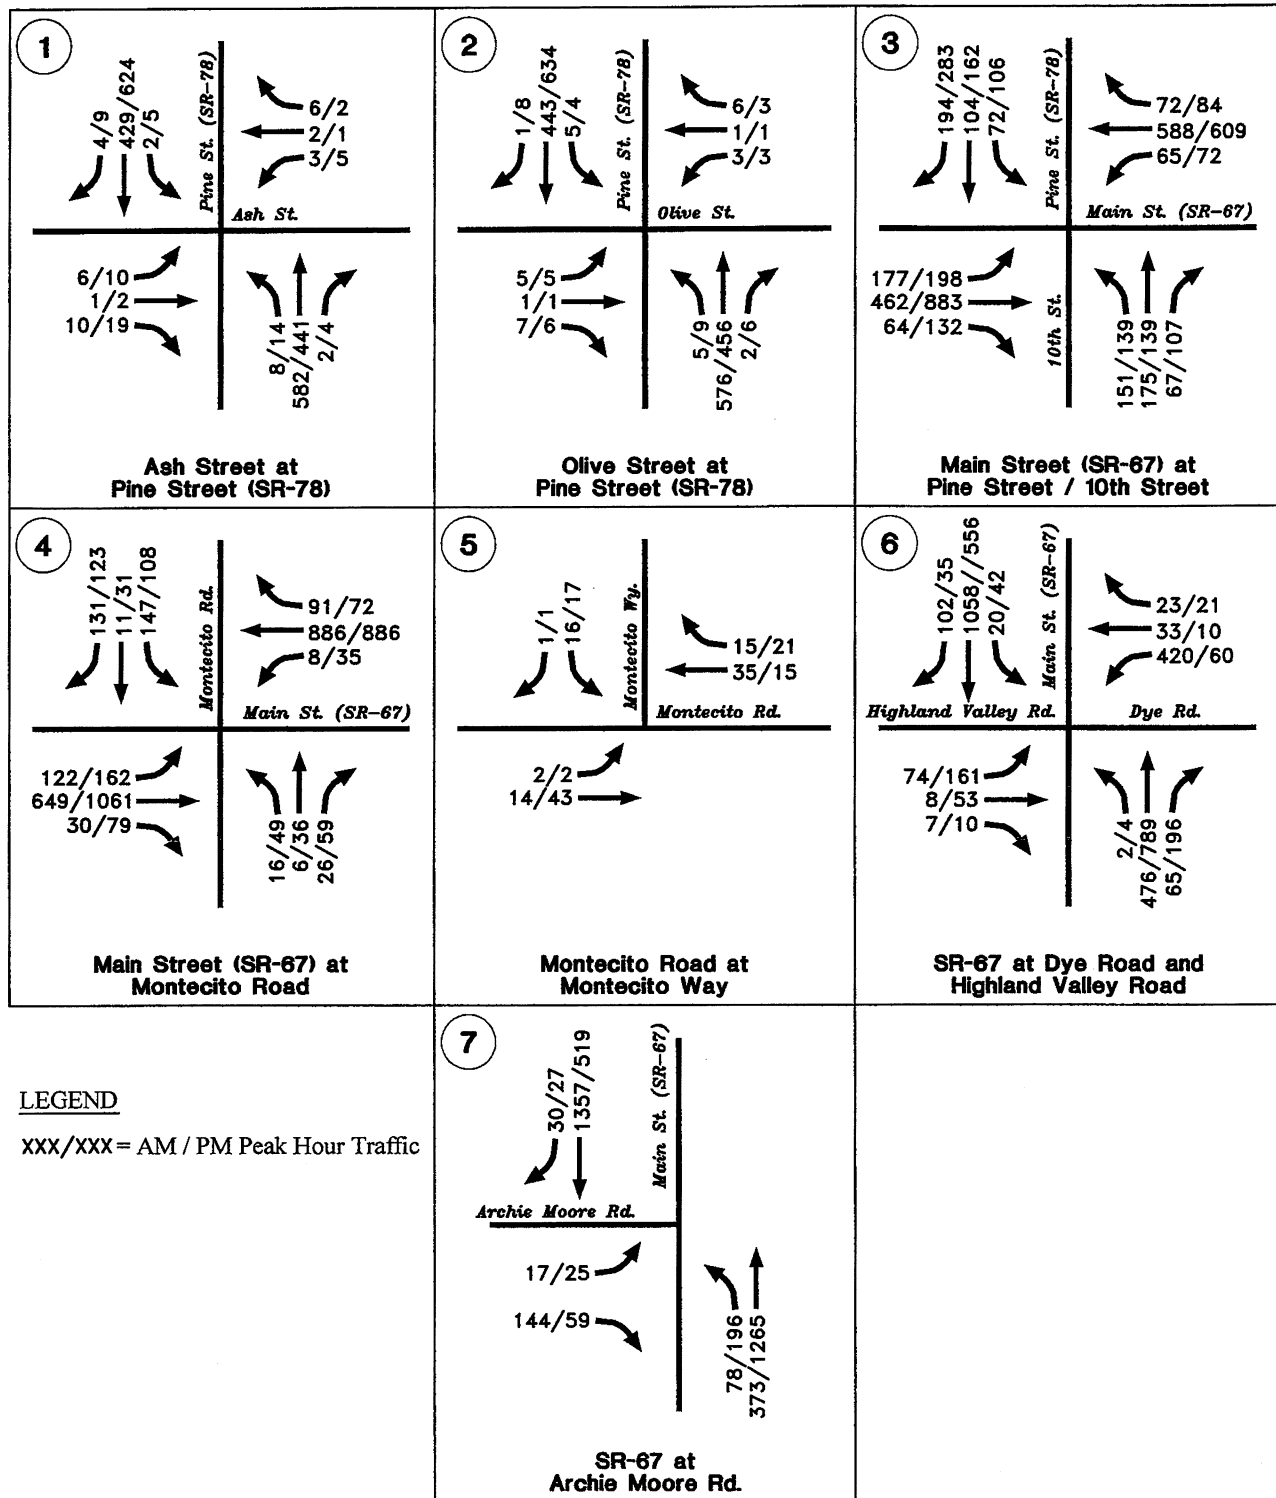 1
4/9
429/624
2/5
Pine St. (SR-78)
6/2
2/1
3/5
Ash St.
6/10
1/2
10/19
8/14
582/441
2/4
Ash Street at
Pine Street (SR-78)
2
1/8
443/634
5/4
Pine St. (SR-78)
6/3
1/1
3/3
Olive St.
5/5
1/1
7/6
5/9
576/456
2/6
Olive Street at
Pine Street (SR-78)
3
194/283
104/162
72/106
Pine St. (SR-78)
72/84
588/609
65/72
Main St. (SR-67)
177/198
462/883
64/132
10th St.
151/139
175/139
67/107
Main Street (SR-67) at
Pine Street / 10th Street
4
131/123
11/31
147/108
Montecito Rd.
91/72
886/886
8/35
Main St. (SR-67)
122/162
649/1061
30/79
16/49
6/36
26/59
Main Street (SR-67) at
Montecito Road
5
1/1
16/17
Montecito Wy.
15/21
35/15
Montecito Rd.
2/2
14/43
Montecito Road at
Montecito Way
6
102/35
1058//556
20/42
Main St. (SR-67)
23/21
33/10
420/60
Highland Valley Rd.
Dye Rd.
74/161
8/53
7/10
2/4
476/789
65/196
SR-67 at Dye Road and
Highland Valley Road
7
30/27
1357/519
Main St. (SR-67)
Archie Moore Rd.
17/25
144/59
78/196
373/1265
SR-67 at
Archie Moore Rd.
LEGEND
XXX/XXX = AM / PM Peak Hour Traffic